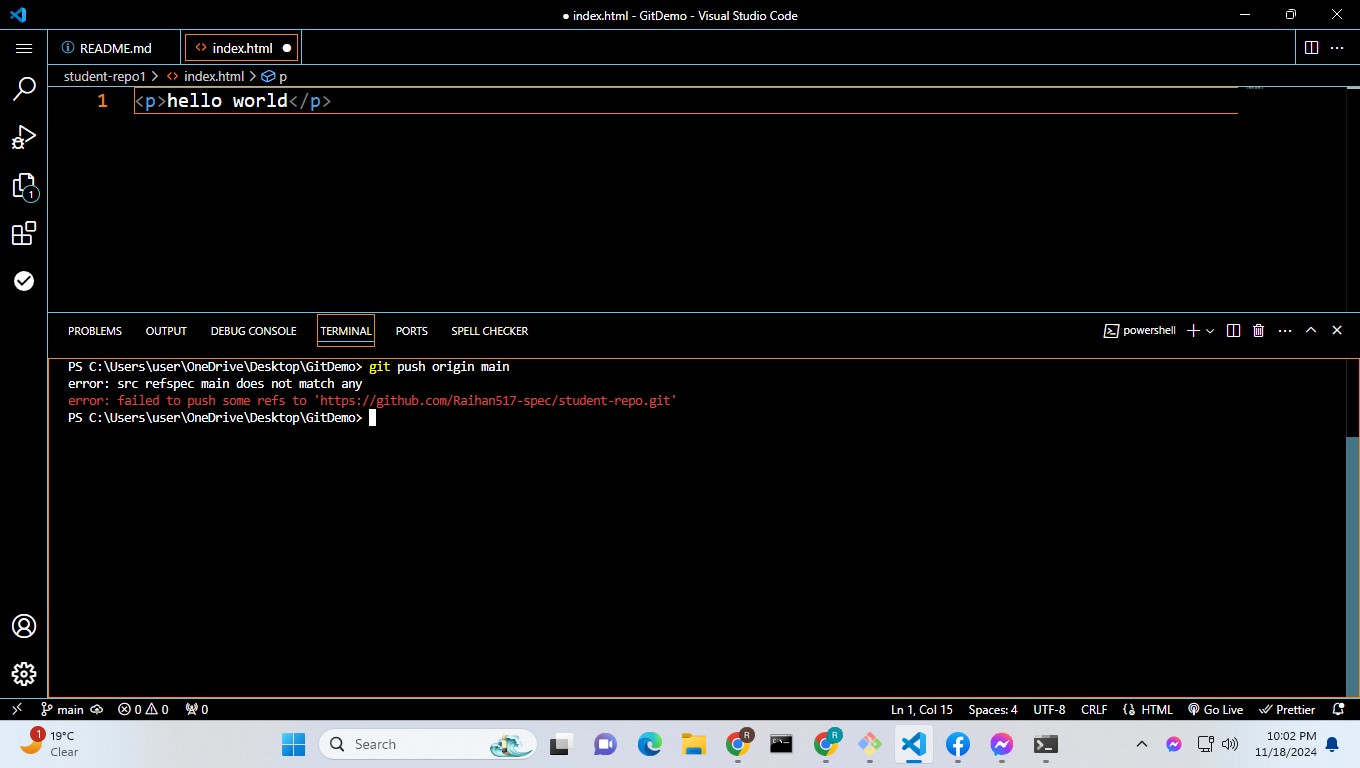 ● index.html - GitDemo - Visual Studio Code
README.md
<> index.html ●
student-repo1 > <> index.html > p
1 <p>hello world</p>
1
PROBLEMS OUTPUT DEBUG CONSOLE TERMINAL PORTS SPELL CHECKER powershell
PS C:\Users\user\OneDrive\Desktop\GitDemo> git push origin main
error: src refspec main does not match any
error: failed to push some refs to 'https://github.com/Raihan517-spec/student-repo.git'
PS C:\Users\user\OneDrive\Desktop\GitDemo>
main 0 0 0 Ln 1, Col 15 Spaces: 4 UTF-8 CRLF HTML Go Live Prettier
1
19°C
Clear
Search
R
R
10:02 PM
11/18/2024